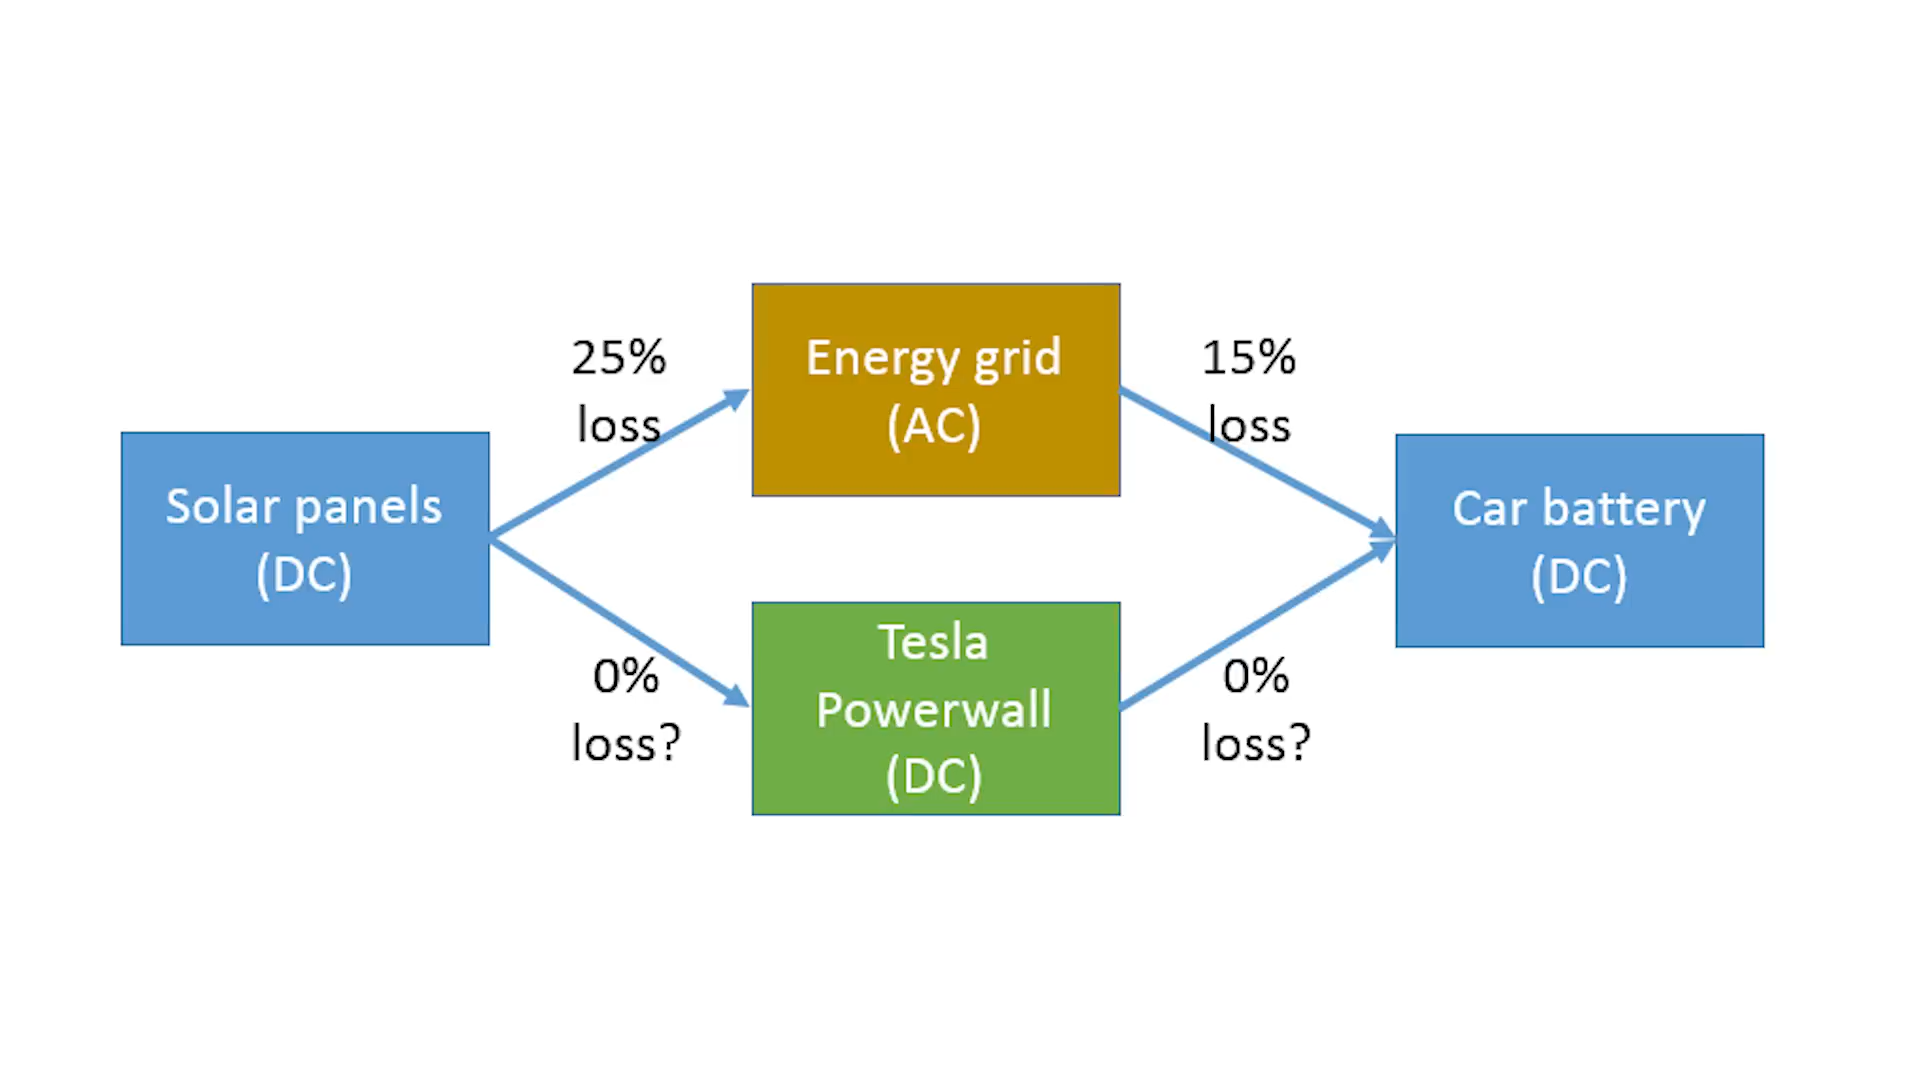 Solar panels
(DC)
25%
loss
Energy grid
(AC)
15%
loss
0%
loss?
Tesla
Powerwall
(DC)
0%
loss?
Car battery
(DC)